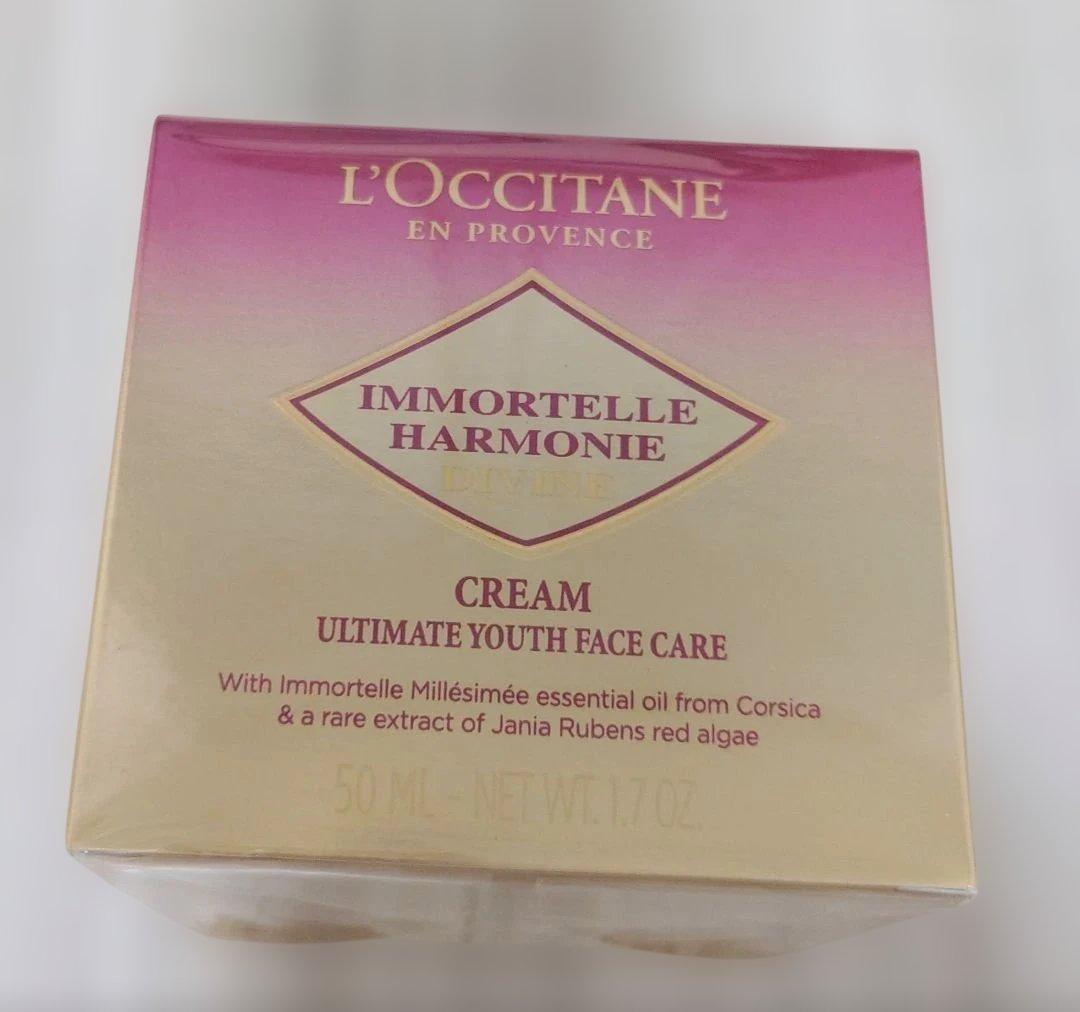 L'OCCITANE
EN PROVENCE
IMMORTELLE
HARMONIE
DIVINE
CREAM
ULTIMATE YOUTH FACE CARE
With Immortelle Millésimée essential oil from Corsica
& a rare extract of Jania Rubens red algae
50 ML - NET WT. 1.7 OZ.